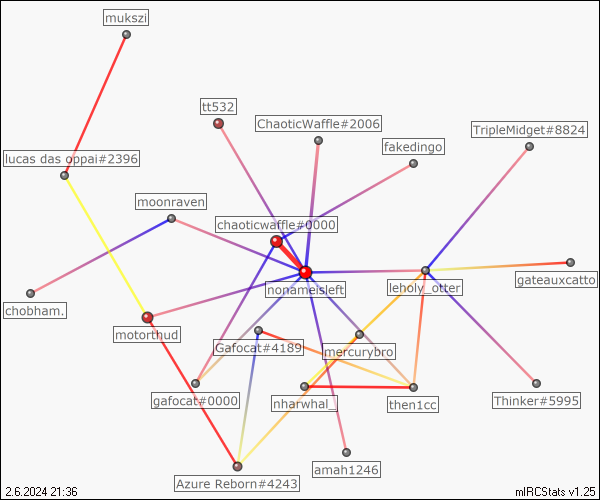 mukszi
tt532
ChaoticWaffle#2006
TripleMidget#8824
fakedingo
lucas das oppai#2396
moonraven
chaoticwaffle#0000
gateauxcatto
nonameisleft
leholy_otter
chobham.
motorthud
Gafocat#4189
mercurybro
gafocat#0000
nharwhal_
then1cc
Thinker#5995
amah1246
Azure Reborn#4243
2.6.2024 21:36
mIRCStats v1.25